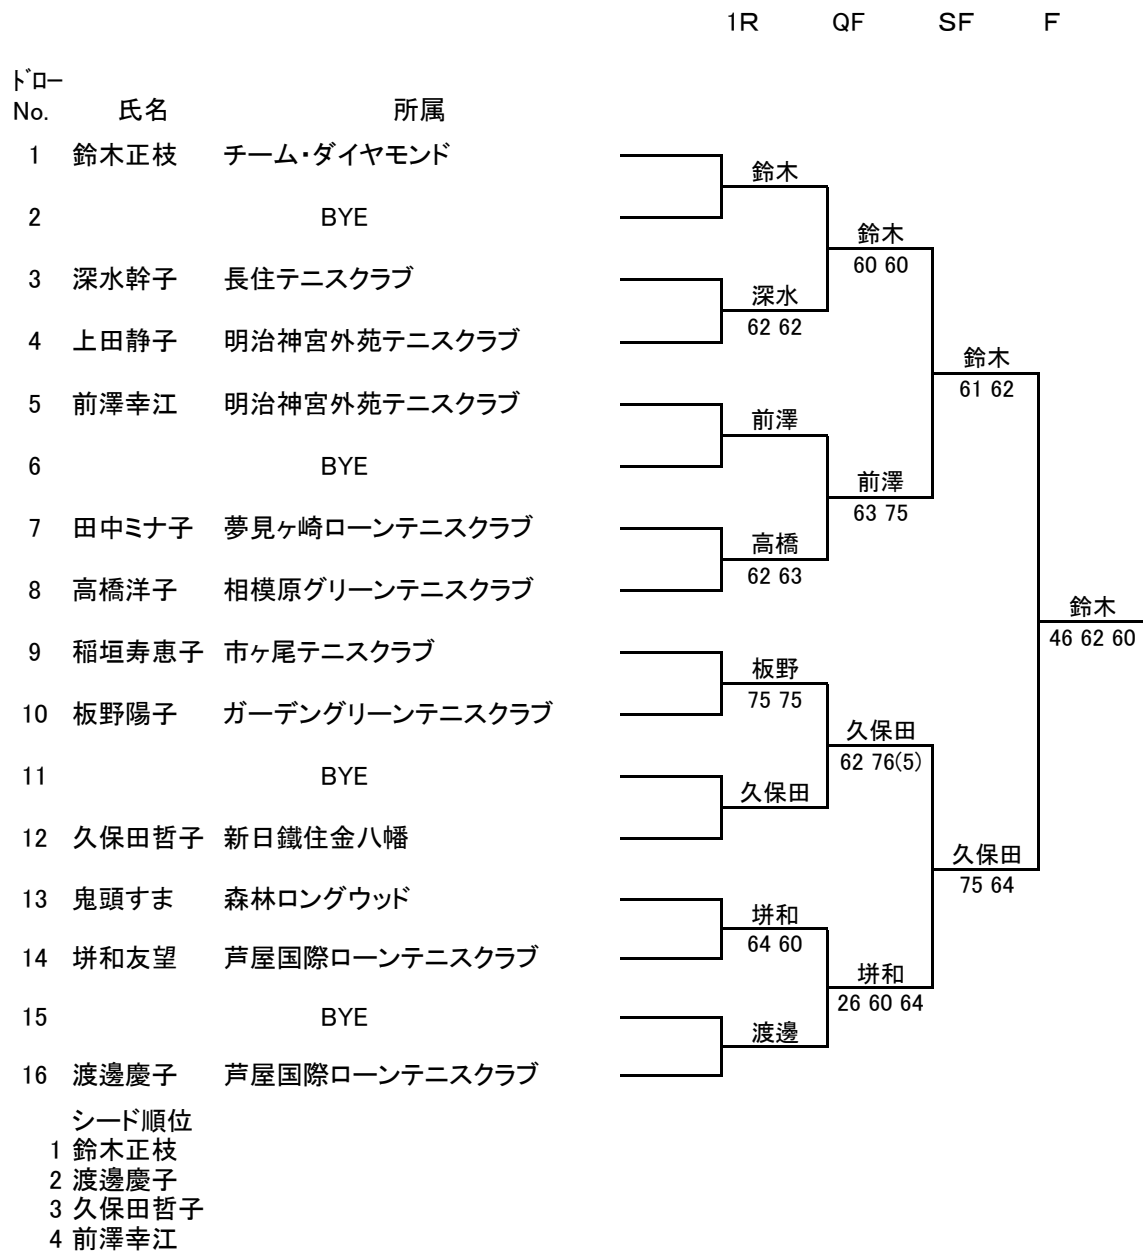 1R QF SF F
ドロー
No. 氏名 所属
1 鈴木正枝 チーム・ダイヤモンド
鈴木
2 BYE
鈴木
60 60
3 深水幹子 長住テニスクラブ
深水
62 62
4 上田静子 明治神宮外苑テニスクラブ
鈴木
61 62
5 前澤幸江 明治神宮外苑テニスクラブ
前澤
6 BYE
前澤
63 75
7 田中ミナ子 夢見ヶ崎ローンテニスクラブ
高橋
62 63
8 高橋洋子 相模原グリーンテニスクラブ
鈴木
46 62 60
9 稲垣寿恵子 市ヶ尾テニスクラブ
板野
75 75
10 板野陽子 ガーデングリーンテニスクラブ
久保田
62 76(5)
11 BYE
久保田
12 久保田哲子 新日鐵住金八幡
久保田
75 64
13 鬼頭すま 森林ロングウッド
垪和
64 60
14 垪和友望 芦屋国際ローンテニスクラブ
垪和
26 60 64
15 BYE
渡邊
16 渡邊慶子 芦屋国際ローンテニスクラブ
シード順位
1 鈴木正枝
2 渡邊慶子
3 久保田哲子
4 前澤幸江